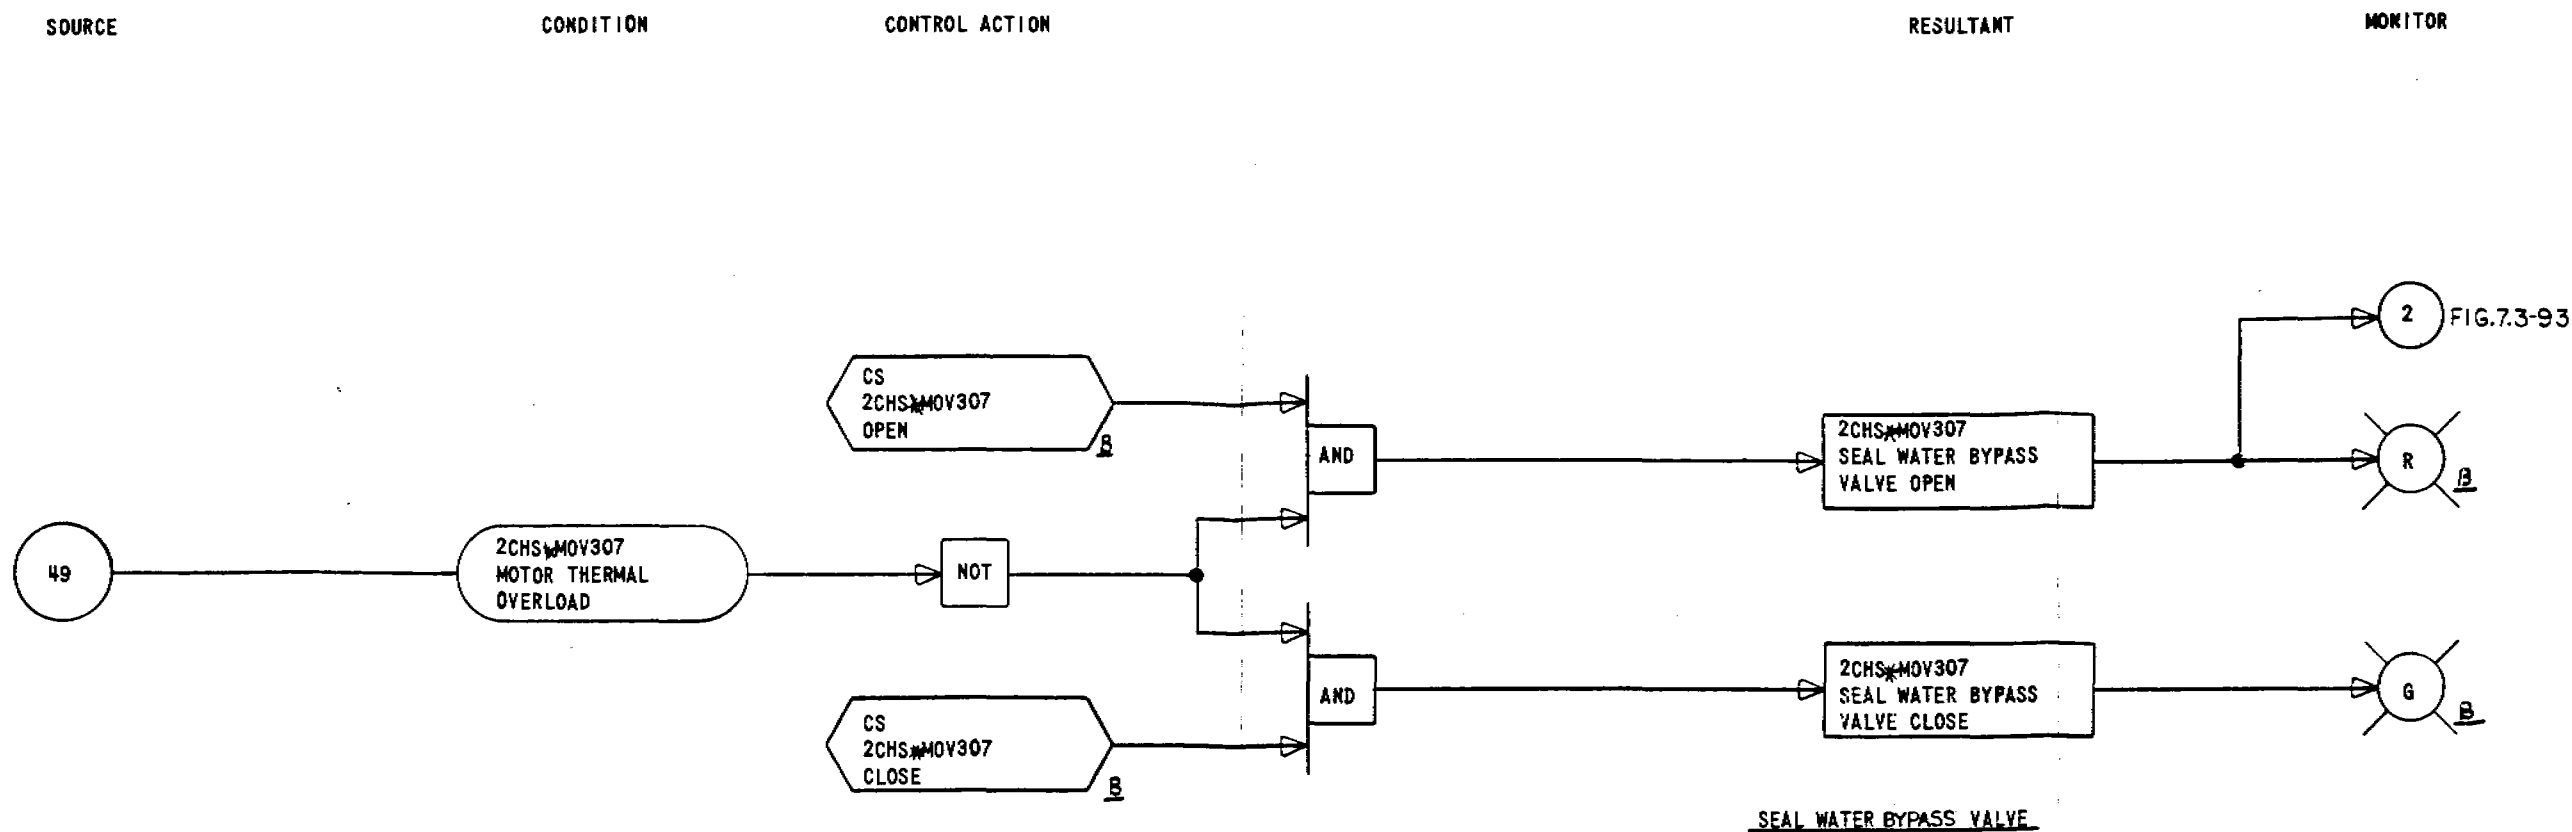 SOURCE CONDITION CONTROL ACTION RESULTANT MONITOR
2 FIG.7.3-93
CS
2CHS*MOV307
OPEN
B
AND
2CHS*MOV307
SEAL WATER BYPASS
VALVE OPEN
R
B
49
2CHS*MOV307
MOTOR THERMAL
OVERLOAD
NOT
CS
2CHS*MOV307
CLOSE
B
AND
2CHS*MOV307
SEAL WATER BYPASS
VALVE CLOSE
G
B
SEAL WATER BYPASS VALVE